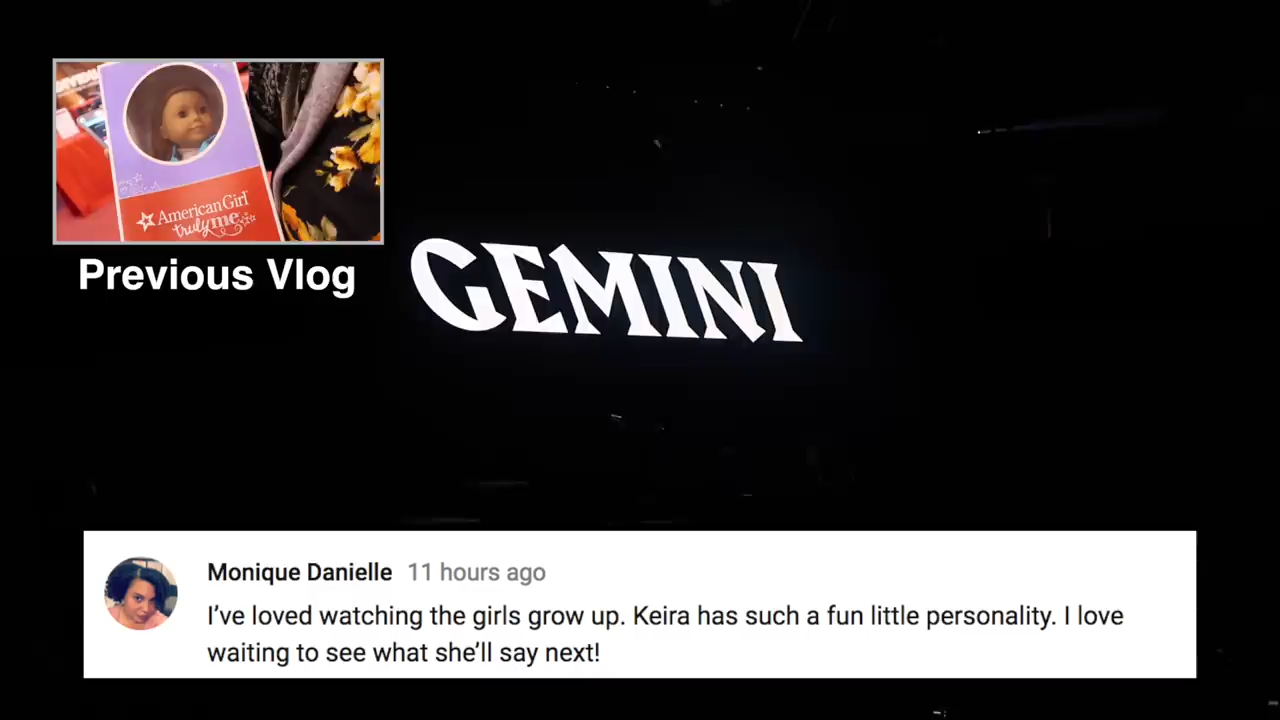 American Girl
truly me
Previous Vlog
GEMINI
Monique Danielle 11 hours ago
I've loved watching the girls grow up. Keira has such a fun little personality. I love
waiting to see what she'll say next!